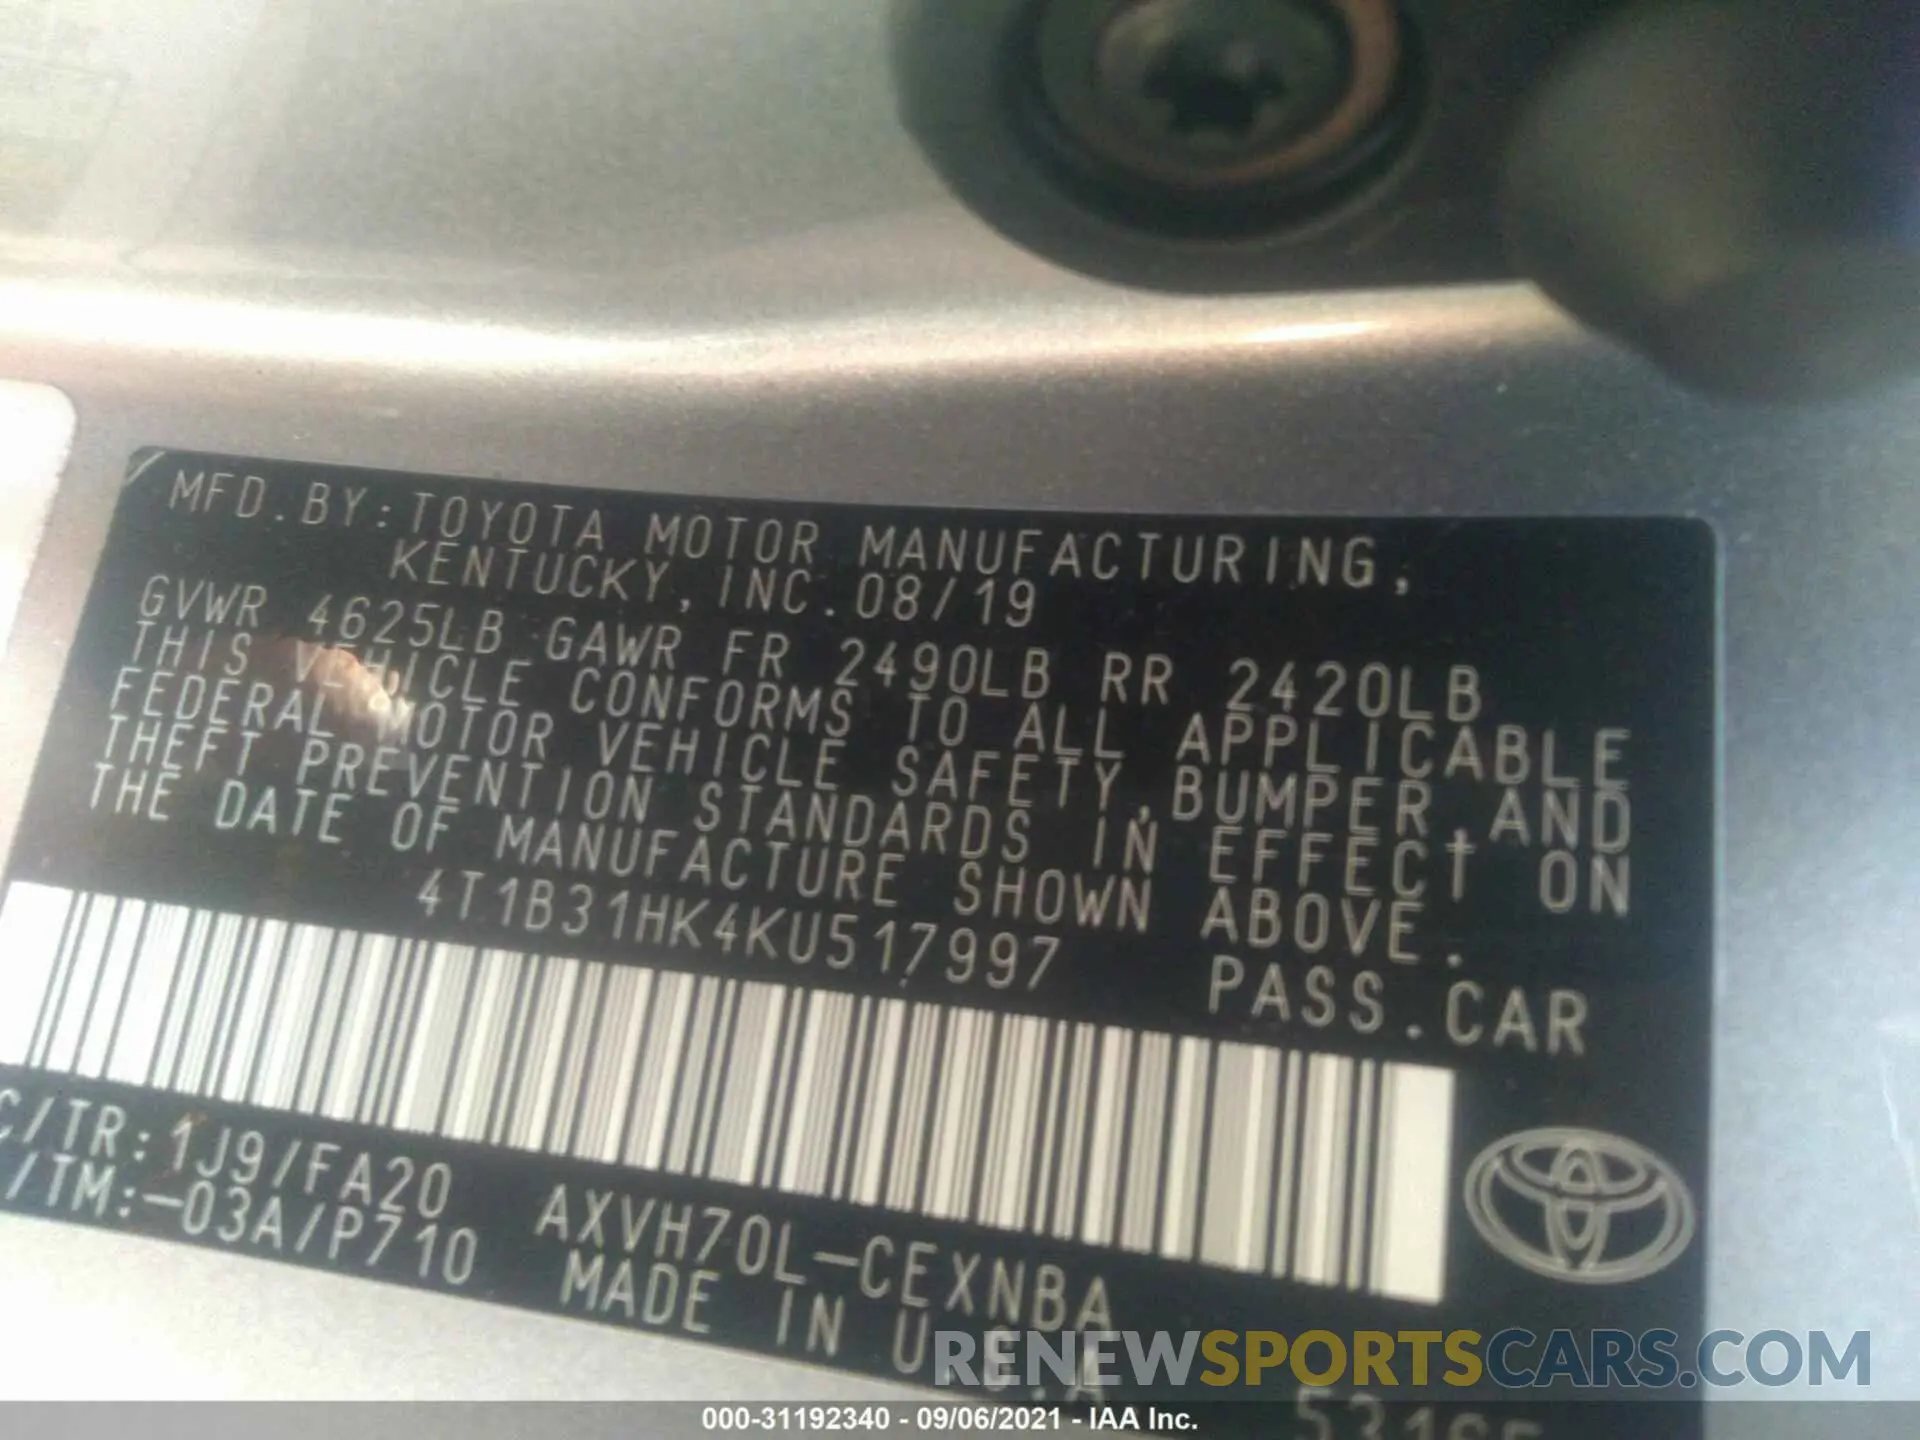 MFD.BY:TOYOTA MOTOR MANUFACTURING,
KENTUCKY, INC. 08/19
GVWR 4625LB GAWR FR 2490LB RR 2420LB
THIS VEHICLE CONFORMS TO ALL APPLICABLE
FEDERAL MOTOR VEHICLE SAFETY, BUMPER, AND
THEFT PREVENTION STANDARDS IN EFFECT ON
THE DATE OF MANUFACTURE SHOWN ABOVE.
4T1B31HK4KU517997 PASS.CAR
C/TR:1J9/FA20 AXVH70L-CEXNBA
/TM:-03A/P710 MADE IN U.S.A
RENEWSPORTSCARS.COM
000-31192340 - 09/06/2021 - IAA Inc.